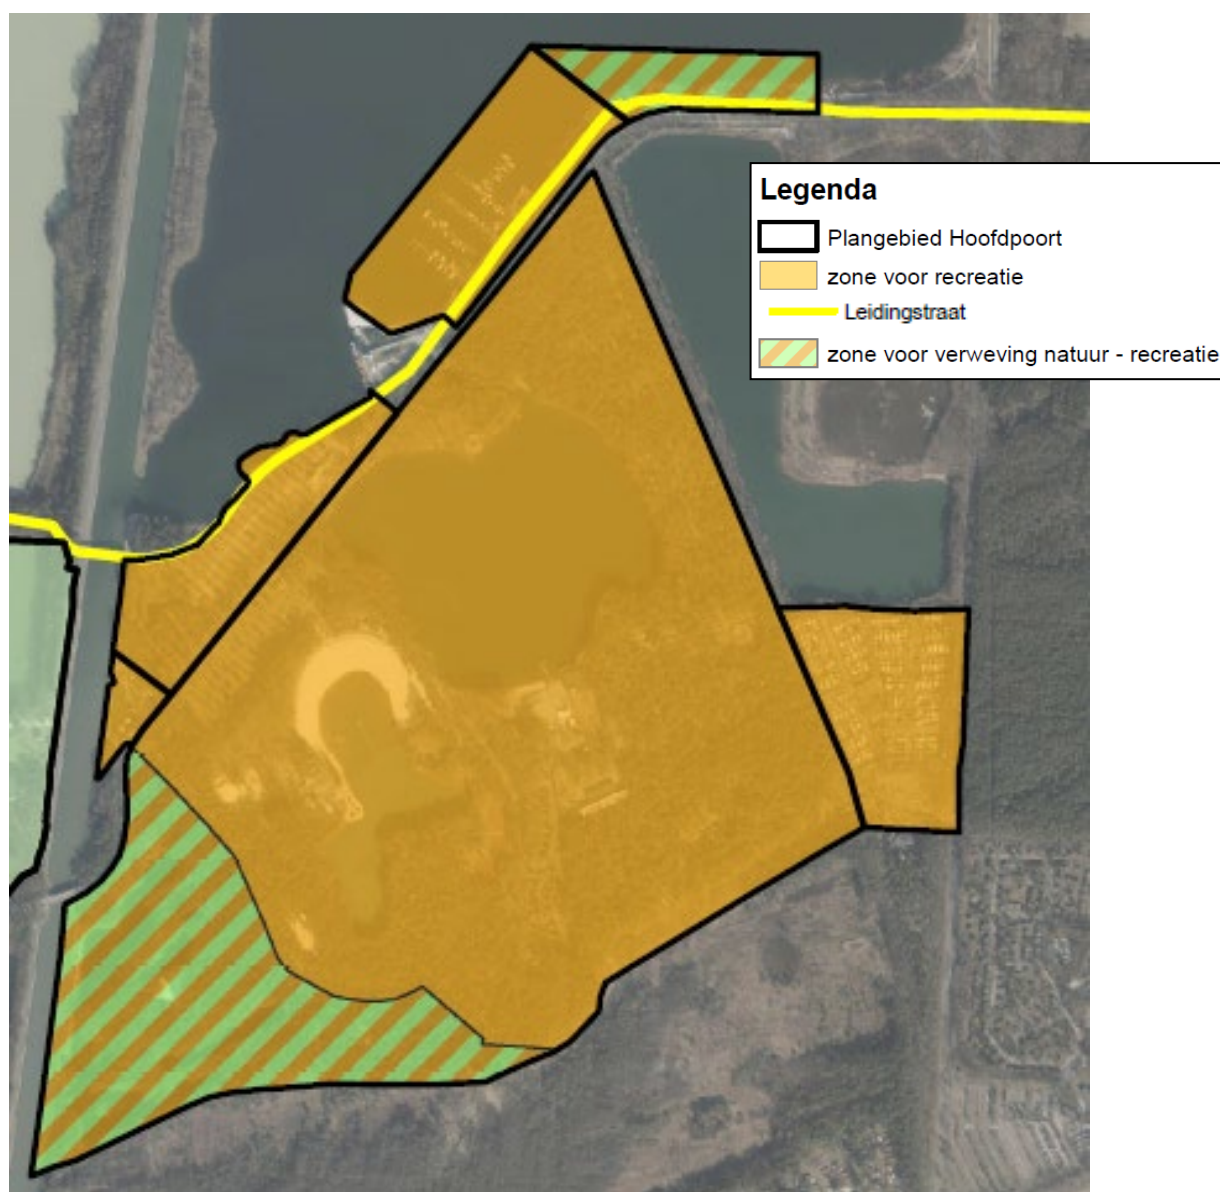 Legenda
Plangebied Hoofdpoort
zone voor recreatie
Leidingstraat
zone voor verweving natuur - recreatie